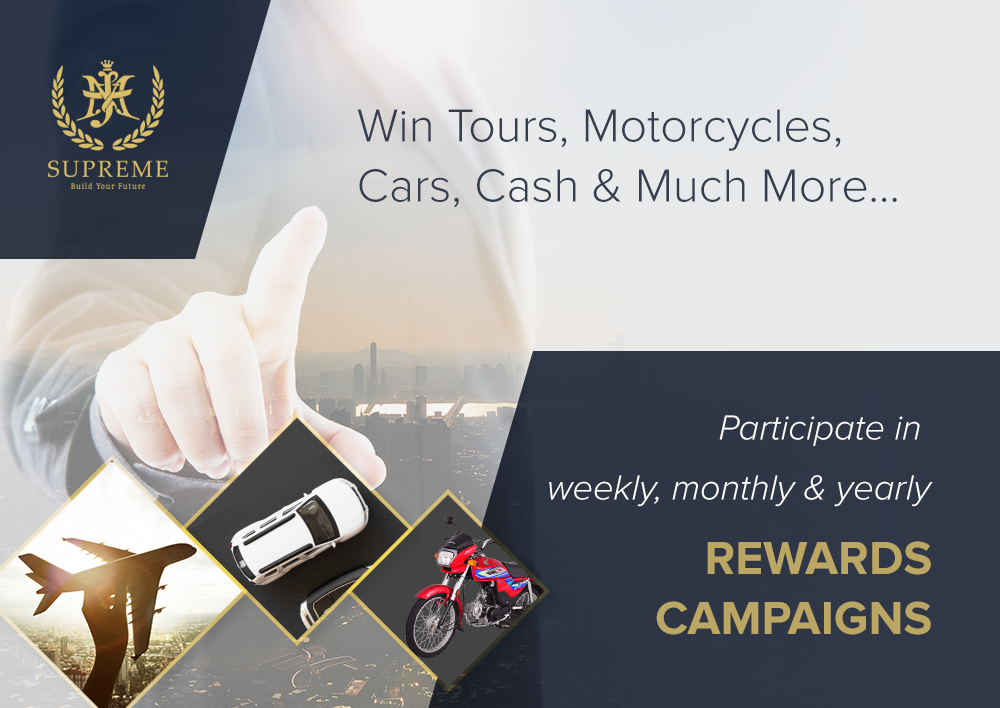 SUPREME
Build Your Future
Win Tours, Motorcycles,
Cars, Cash & Much More...
Participate in
weekly, monthly & yearly
REWARDS
CAMPAIGNS